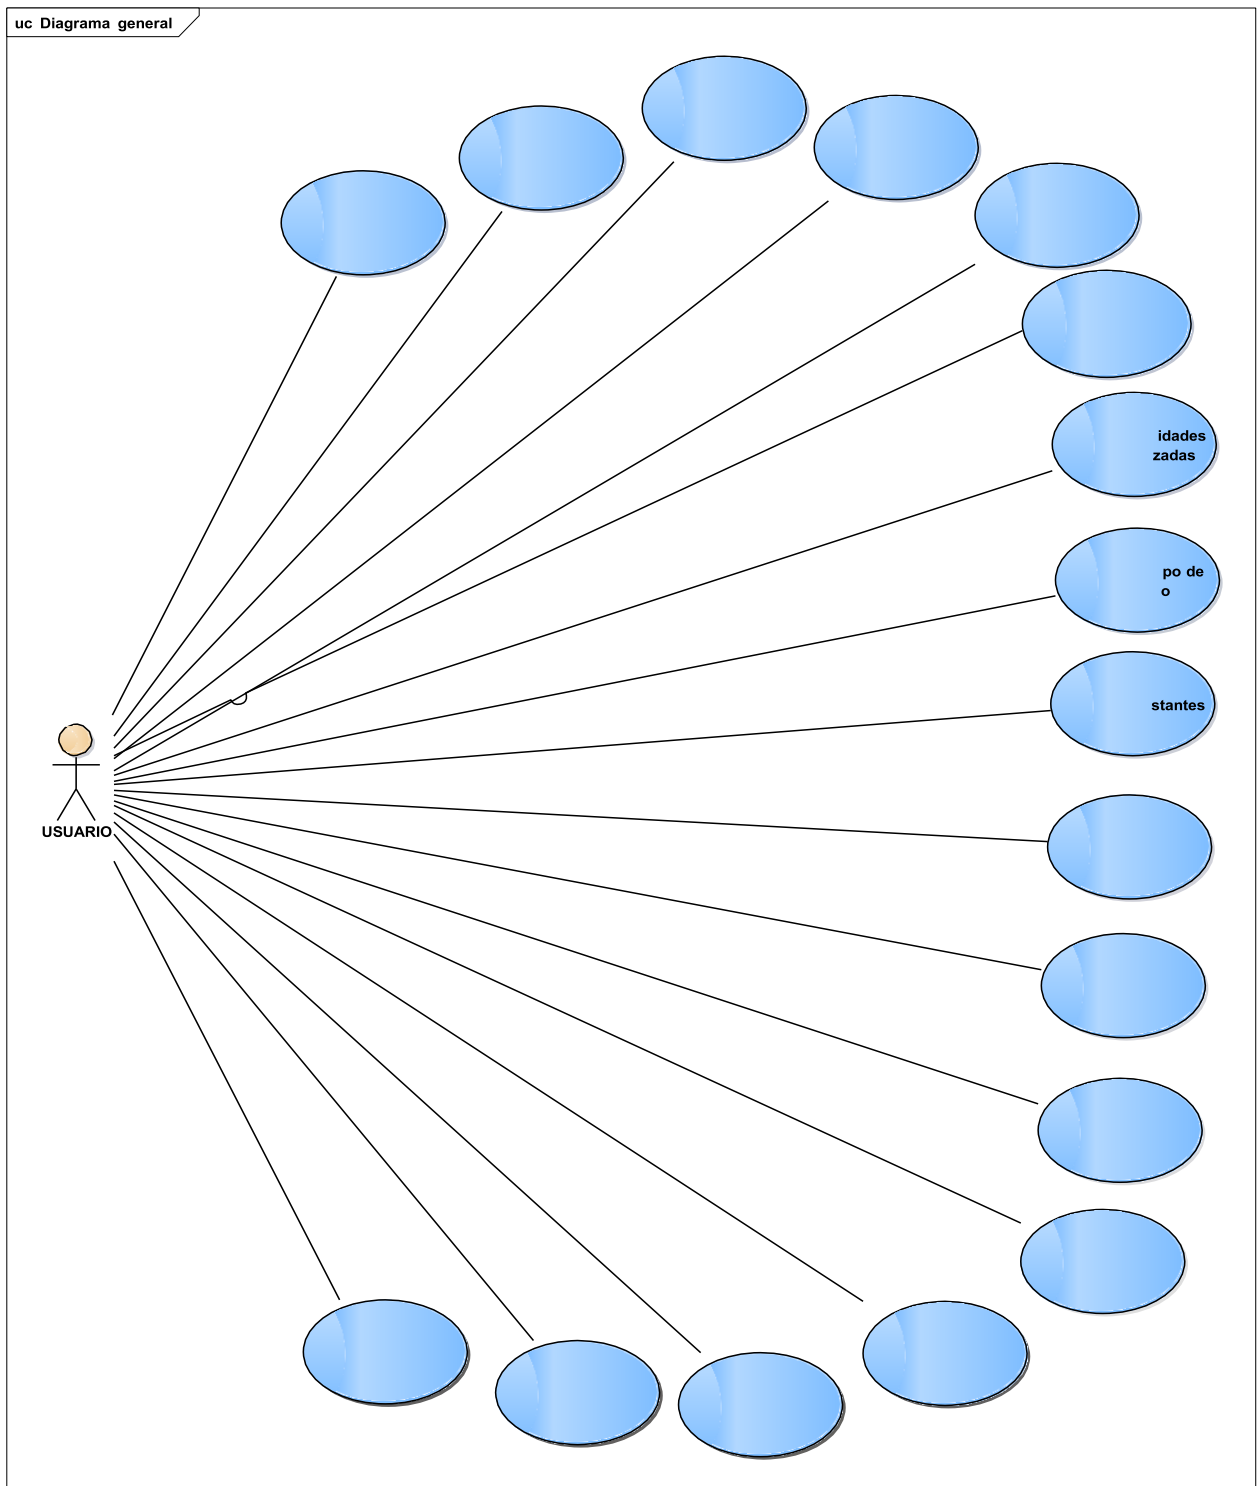 uc Diagrama general
idades
zadas
po de
o
stantes
USUARIO